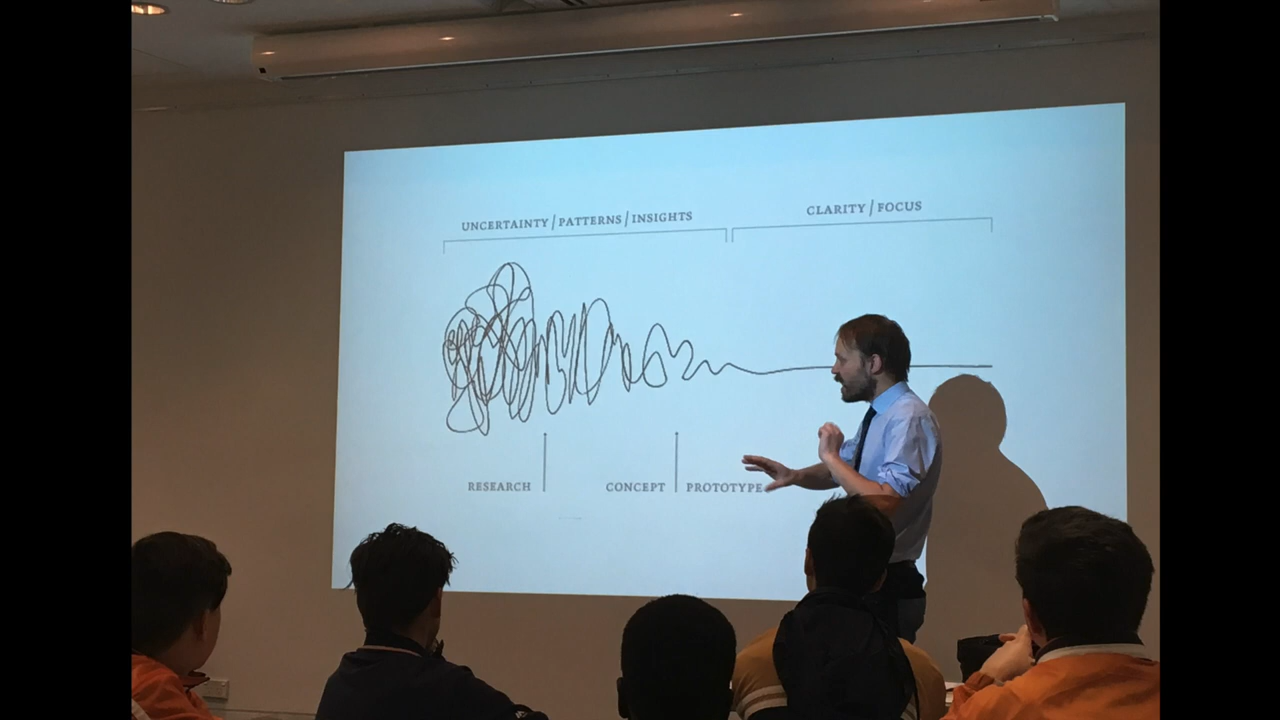 UNCERTAINTY / PATTERNS / INSIGHTS
CLARITY / FOCUS
RESEARCH
CONCEPT
PROTOTYPE